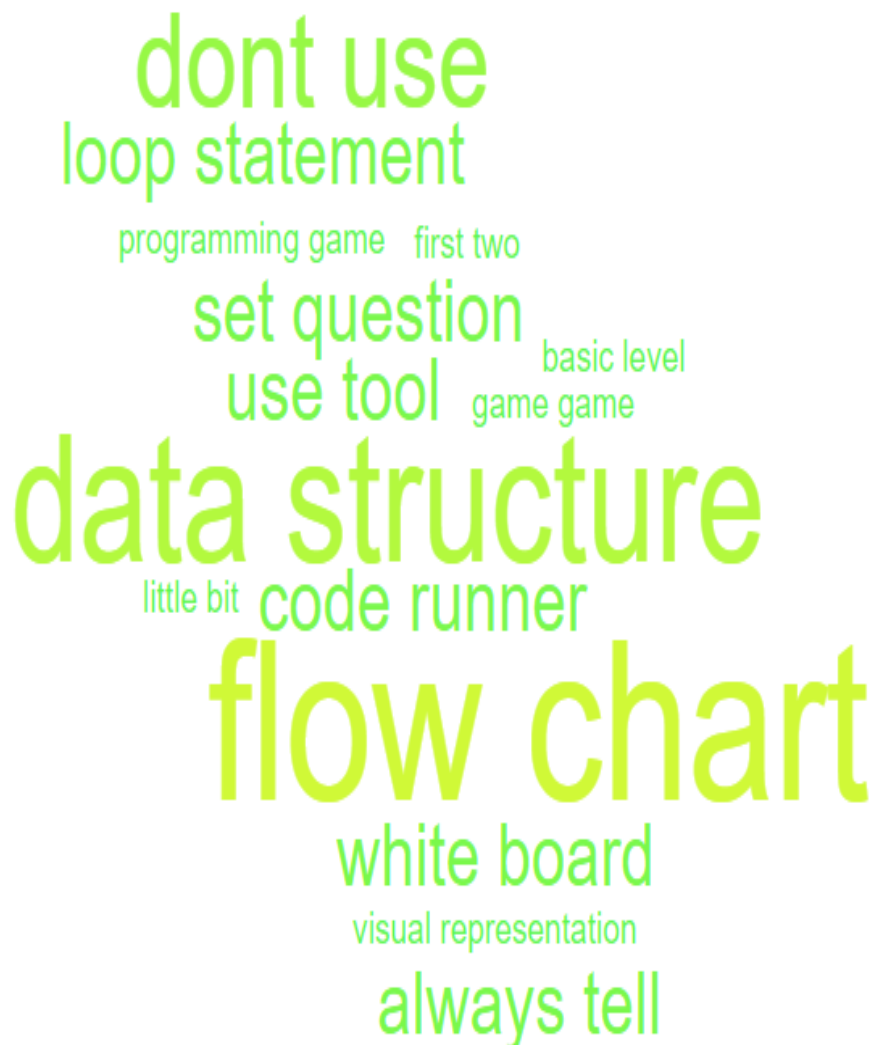 dont use
loop statement
programming game first two
set question
basic level
use tool game game
data structure
little bit code runner
flow chart
white board
visual representation
always tell